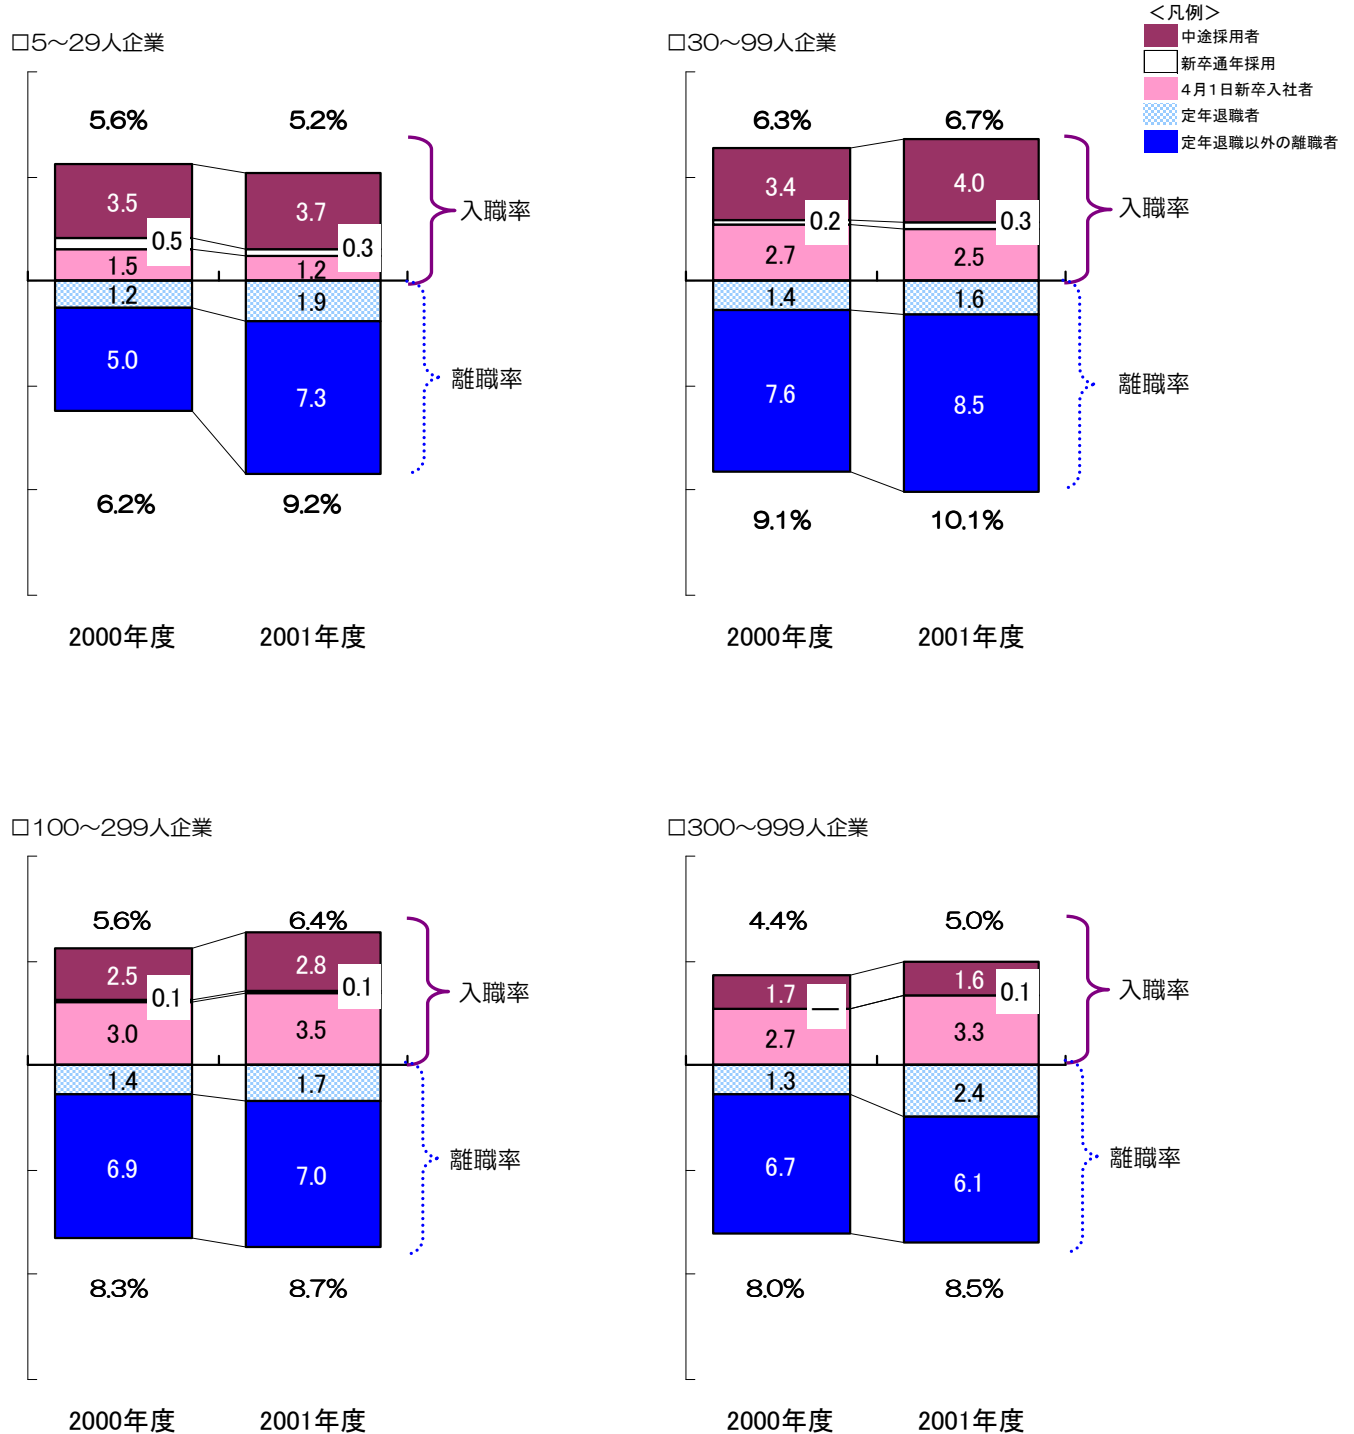 ＜凡例＞
中途採用者
新卒通年採用
4月1日新卒入社者
定年退職者
定年退職以外の離職者
□5～29人企業
5.6%
5.2%
3.5
3.7
0.5
0.3
1.5
1.2
1.2
1.9
5.0
7.3
6.2%
9.2%
入職率
離職率
2000年度
2001年度
□30～99人企業
6.3%
6.7%
3.4
4.0
0.2
0.3
2.7
2.5
1.4
1.6
7.6
8.5
9.1%
10.1%
入職率
離職率
2000年度
2001年度
□100～299人企業
5.6%
6.4%
2.5
2.8
0.1
0.1
3.0
3.5
1.4
1.7
6.9
7.0
8.3%
8.7%
入職率
離職率
2000年度
2001年度
□300～999人企業
4.4%
5.0%
1.7
1.6
―
0.1
2.7
3.3
1.3
2.4
6.7
6.1
8.0%
8.5%
入職率
離職率
2000年度
2001年度